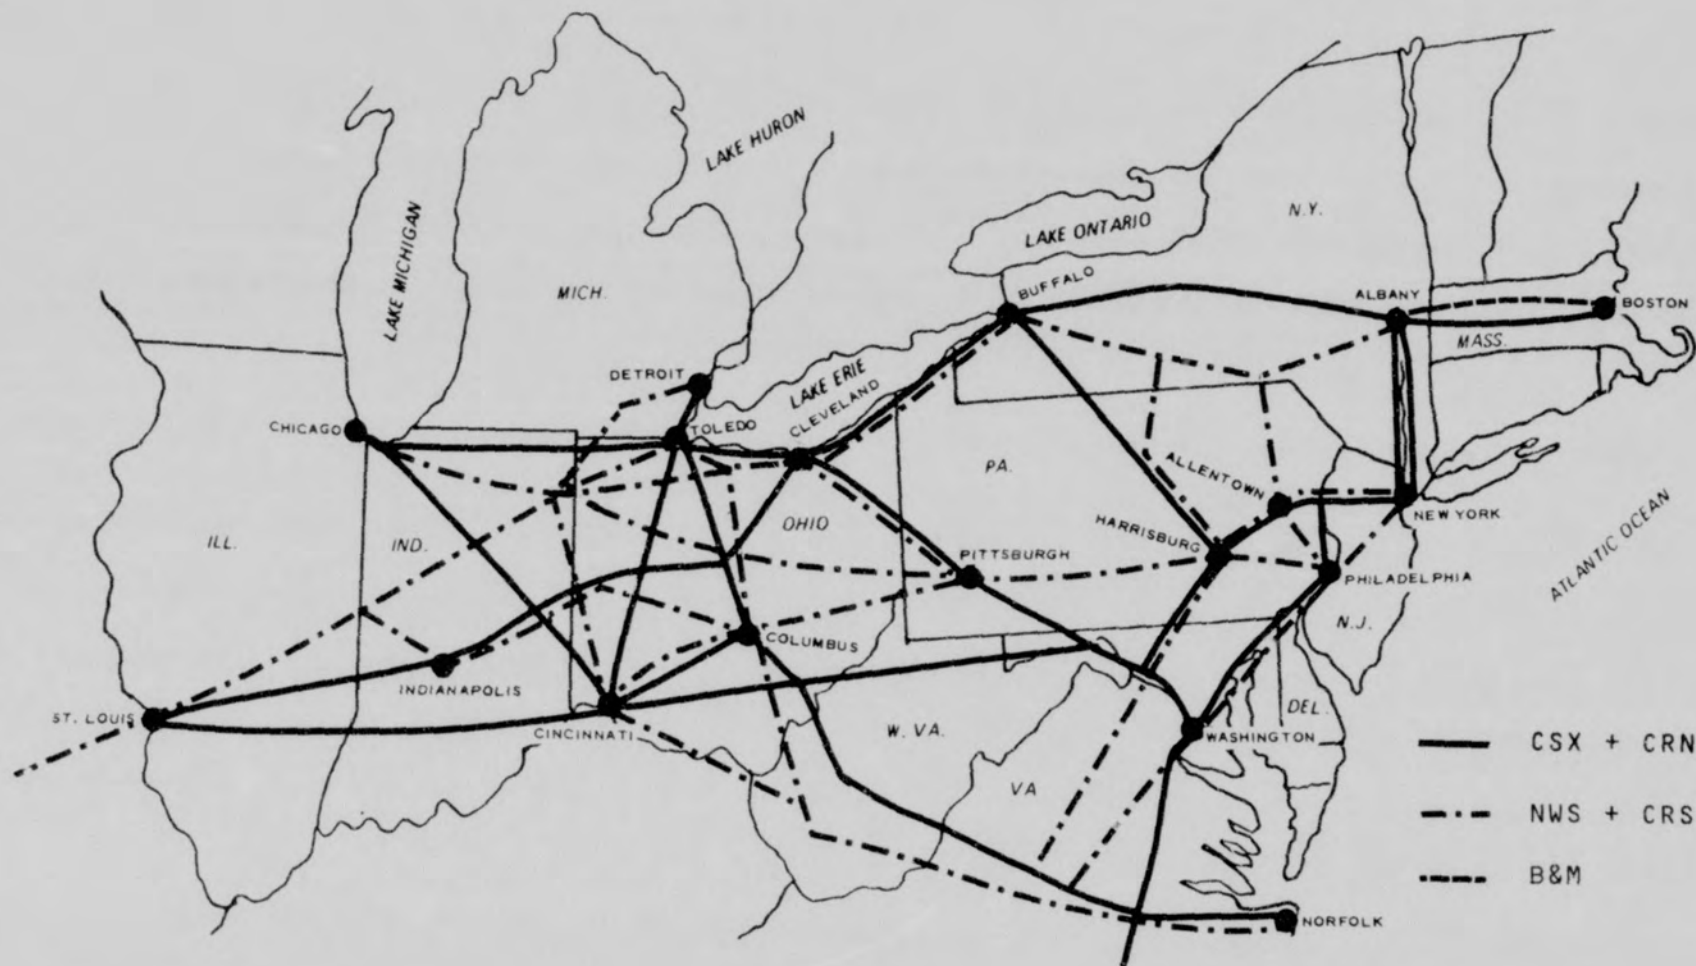 LAKE HURON
LAKE MICHIGAN
MICH.
N.Y.
LAKE ONTARIO
BUFFALO
ALBANY
BOSTON
MASS.
DETROIT
LAKE ERIE
CLEVELAND
CHICAGO
TOLEDO
PA.
ALLENTOWN
NEW YORK
ATLANTIC OCEAN
ILL.
IND.
OHIO
HARRISBURG
PITTSBURGH
PHILADELPHIA
N.J.
COLUMBUS
INDIANAPOLIS
ST. LOUIS
CINCINNATI
W. VA.
WASHINGTON
DEL.
VA
NORFOLK
CSX + CRN
NWS + CRS
B&M